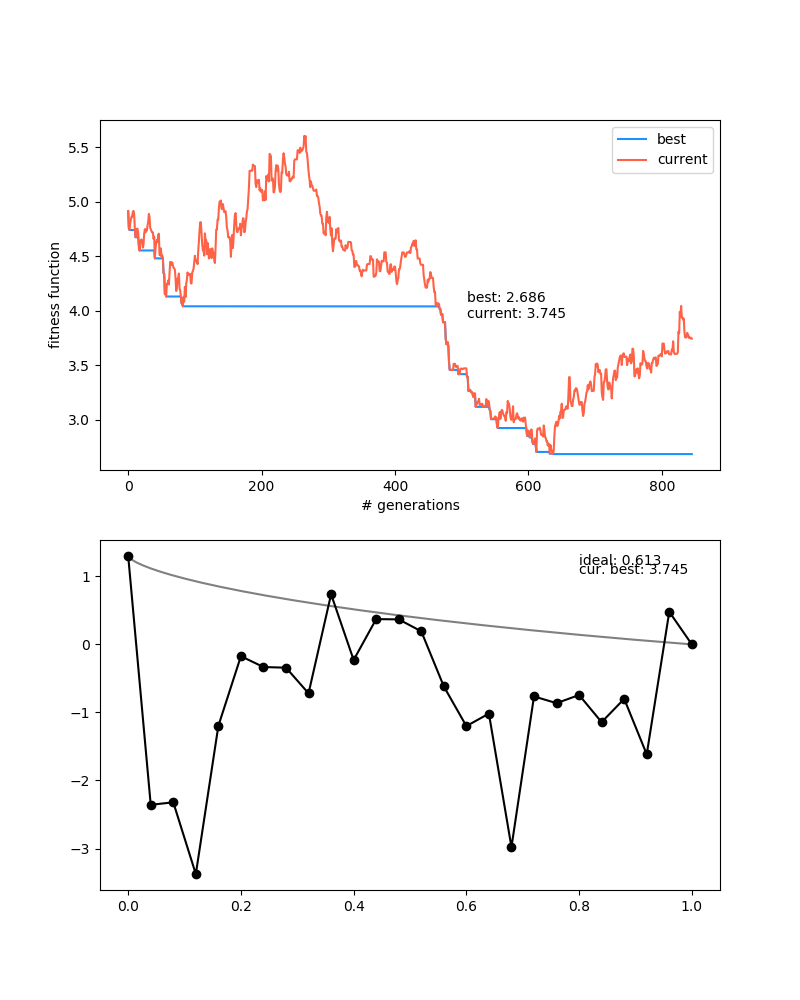 5.5
5.0
4.5
4.0
3.5
3.0
fitness function
best
current
best: 2.686
current: 3.745
0
200
400
600
800
# generations
ideal: 0.613
cur. best: 3.745
1
0
−1
−2
−3
0.0
0.2
0.4
0.6
0.8
1.0